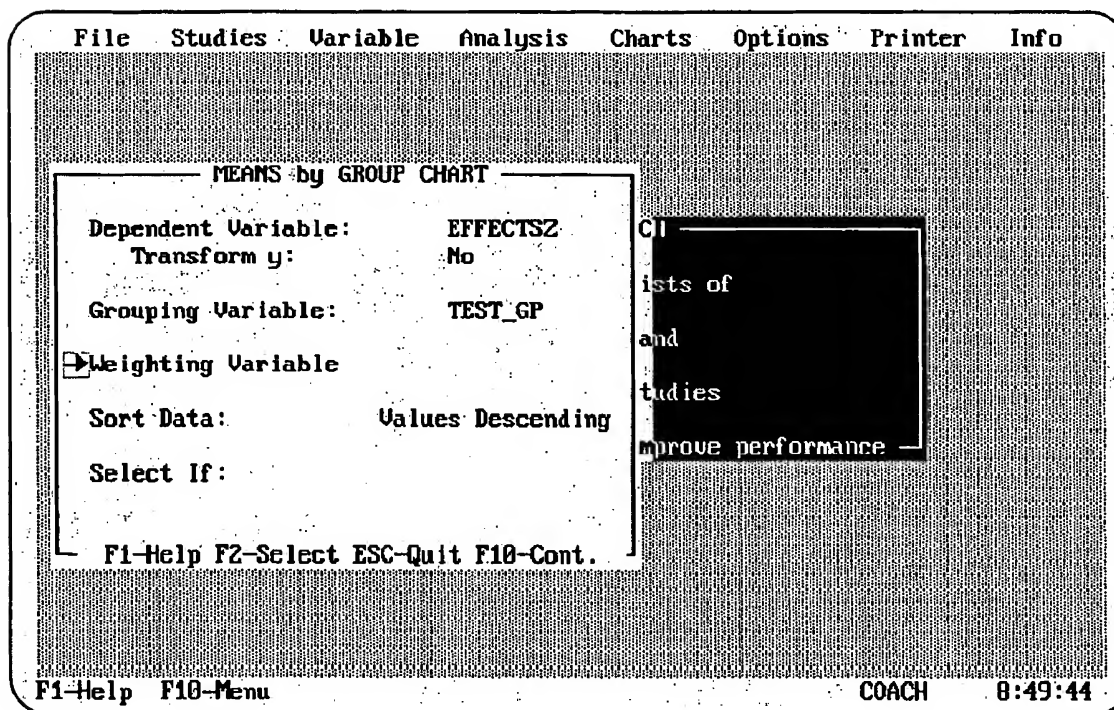 File Studies Variable Analysis Charts Options Printer Info
MEANS by GROUP CHART
Dependent Variable: EFFECTSZ
Transform y: No
Grouping Variable: TEST_GP
Weighting Variable
Sort Data: Values Descending
Select If:
F1-Help F2-Select ESC-Quit F10-Cont.
ists of
and
tudies
mprove performance
F1-Help F10-Menu COACH 8:49:44